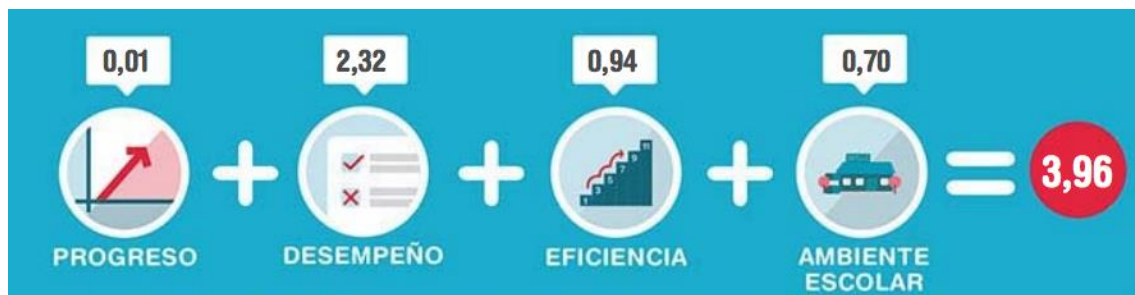 0,01
2,32
0,94
0,70
3,96
PROGRESO
DESEMPEÑO
EFICIENCIA
AMBIENTE
ESCOLAR